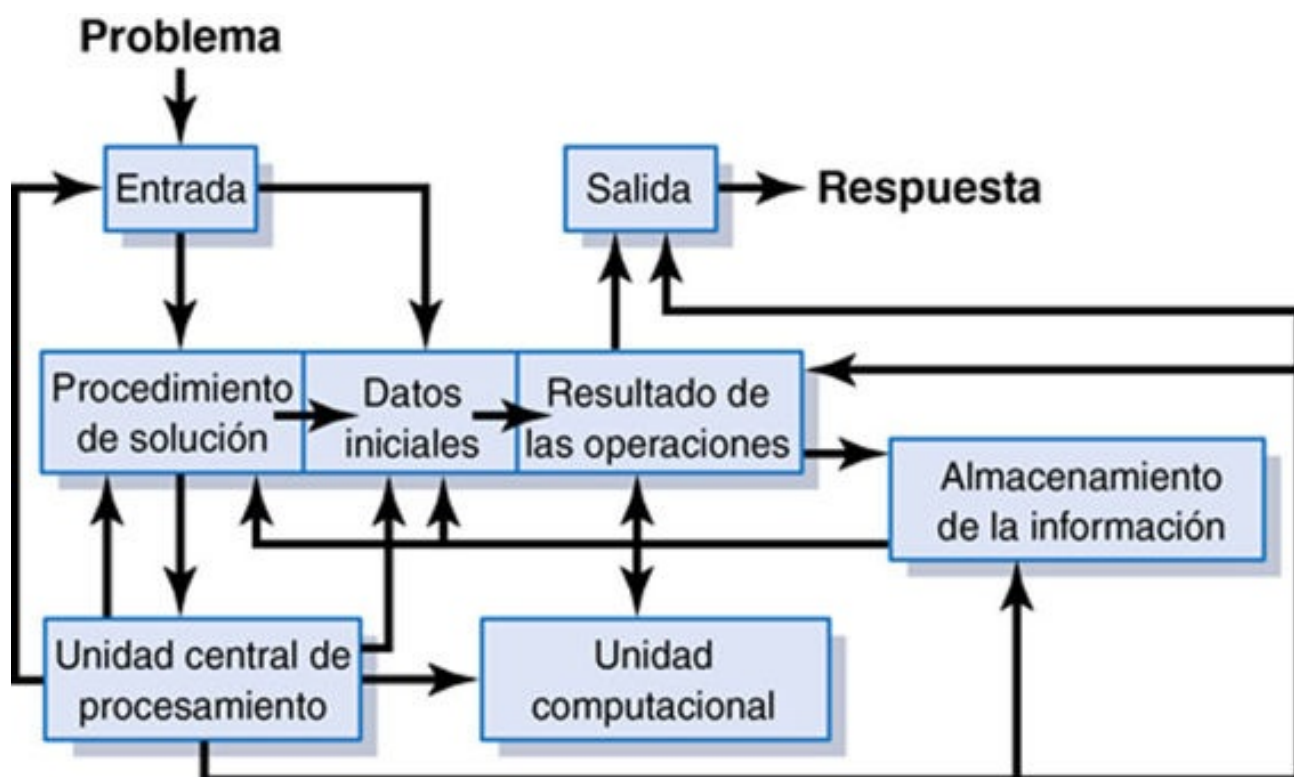 Problema
Entrada
Salida
Respuesta
Procedimiento
de solución
Datos
iniciales
Resultado de
las operaciones
Almacenamiento
de la información
Unidad central de
procesamiento
Unidad
computacional